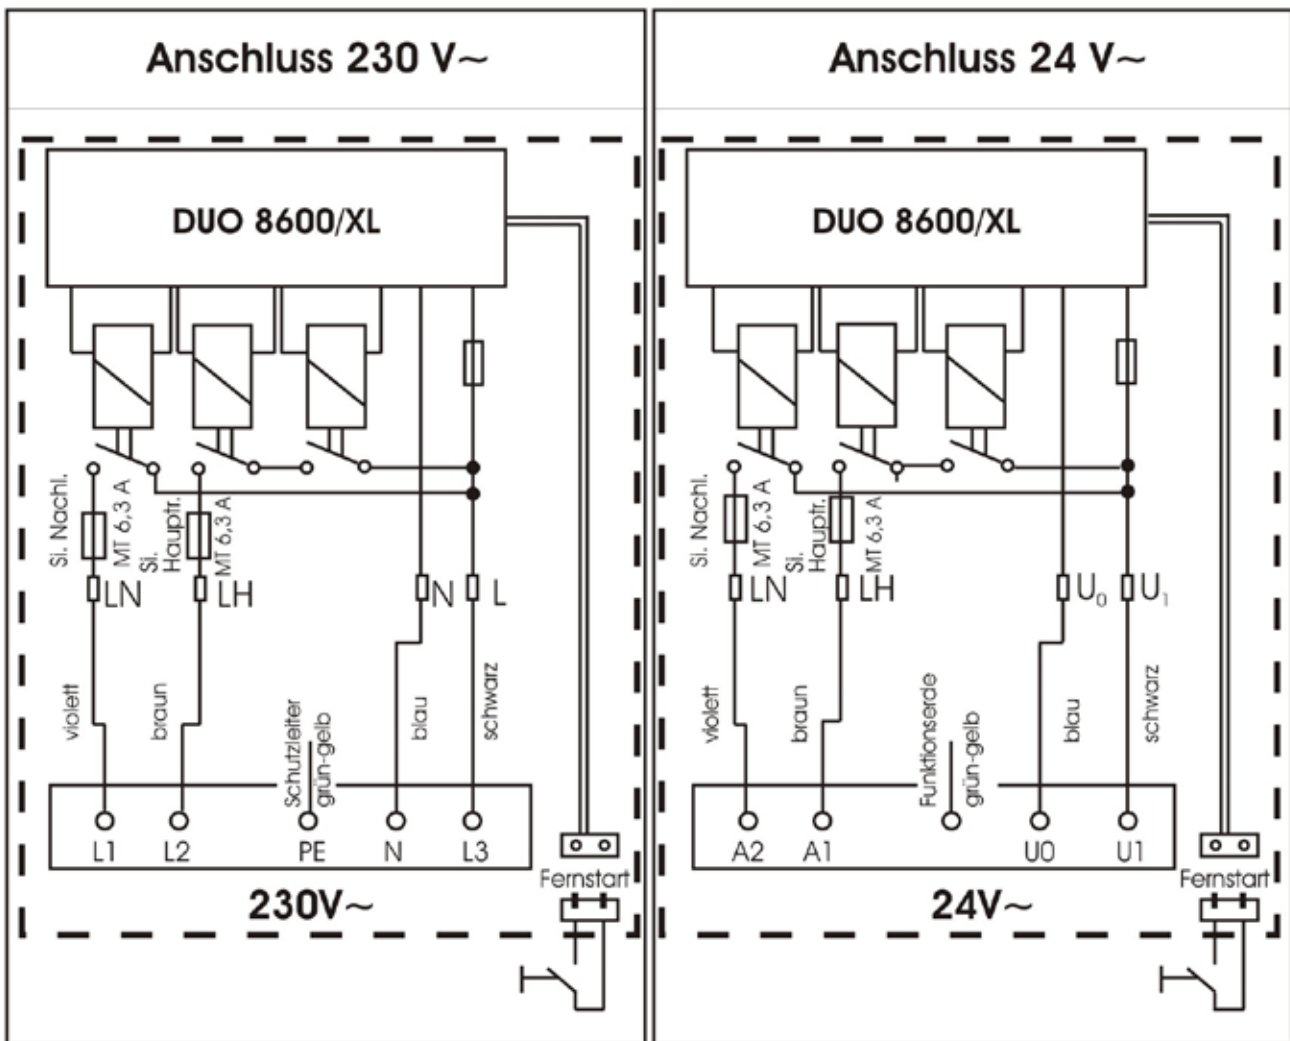 Anschluss 230 V~
DUO 8600/XL
Si. Nachl.
MT 6,3 A
Si.
Hauptr.
MT 6,3 A
LN
LH
N
L
violett
braun
Schutzleiter
grün-gelb
blau
schwarz
L1
L2
PE
N
L3
230V~
Fernstart
Anschluss 24 V~
DUO 8600/XL
Si. Nachl.
MT 6,3 A
Si.
Hauptr.
MT 6,3 A
LN
LH
U₀
U₁
violett
braun
Funktionserde
grün-gelb
blau
schwarz
A2
A1
U0
U1
24V~
Fernstart